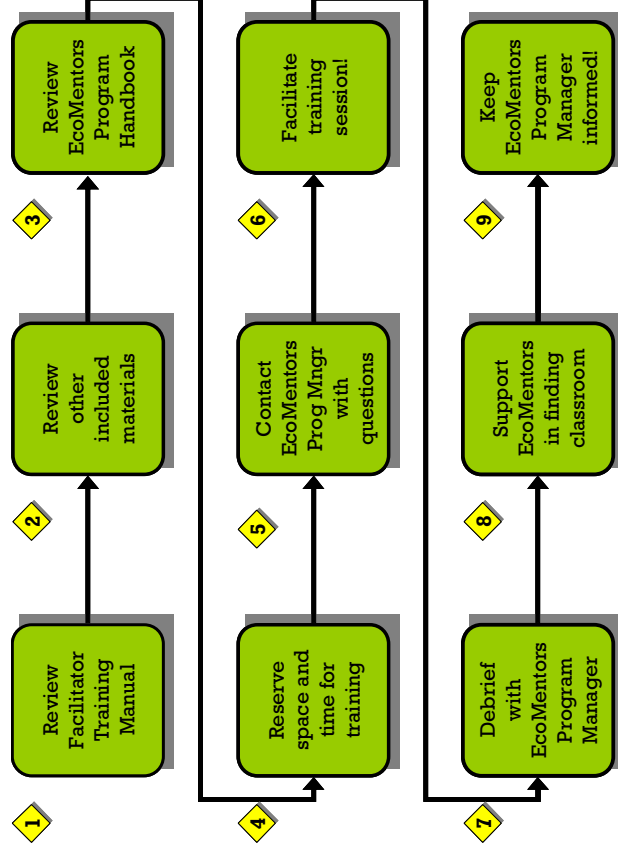 1
Review
Facilitator
Training
Manual
2
Review
other
included
materials
3
Review
EcoMentors
Program
Handbook
4
Reserve
space and
time for
training
5
Contact
EcoMentors
Prog Mngr
with
questions
6
Facilitate
training
session!
7
Debrief
with
EcoMentors
Program
Manager
8
Support
EcoMentors
in finding
classroom
9
Keep
EcoMentors
Program
Manager
informed!